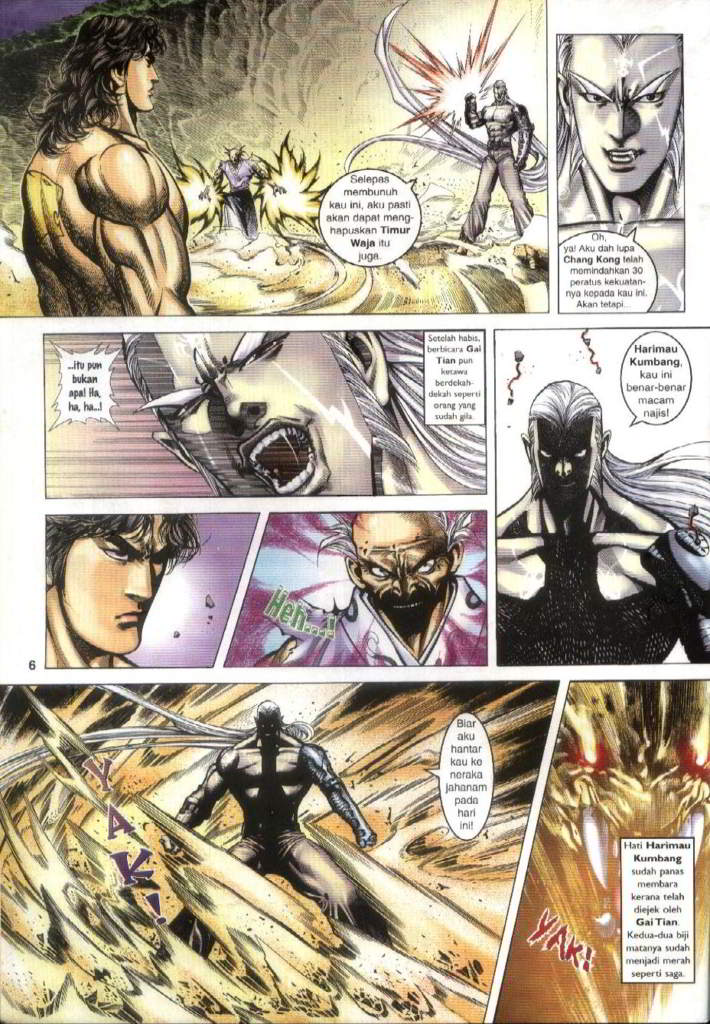 Selepas
membunuh
kau ini, aku pasti
akan dapat meng-
hapuskan Timur
Waja itu
juga.
Oh,
ya! Aku dah lupa
Chang Kong telah
memindahkan 30
peratus kekuatan-
nya kepada kau ini.
Akan tetapi...
...itu pun
bukan
apa! Ha,
ha, ha...!
Setelah habis,
berbicara Gai
Tian pun
ketawa
berdekah-
dekah seperti
orang yang
sudah gila.
Harimau
Kumbang,
kau ini
benar-benar
macam
najis!
Heh...!
6
Biar
aku
hantar
kau ke
neraka
jahanam
pada
hari
ini!
YAK!
Hati Harimau
Kumbang
sudah panas
membara
kerana telah
diejek oleh
Gai Tian.
Kedua-dua biji
matanya sudah
menjadi merah
seperti saga.
YAK!